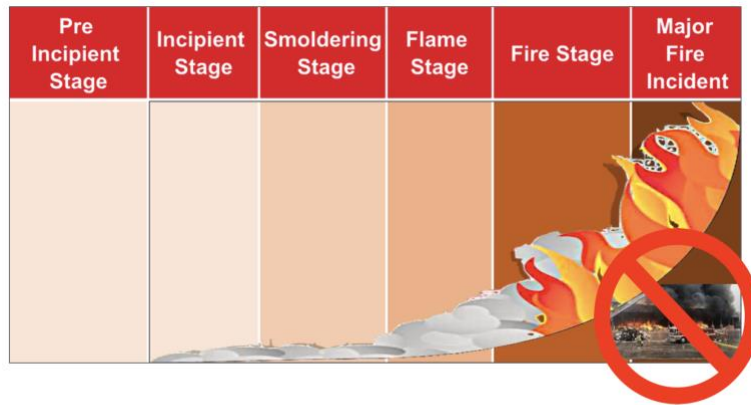 Pre
Incipient
Stage
Incipient
Stage
Smoldering
Stage
Flame
Stage
Fire Stage
Major
Fire
Incident